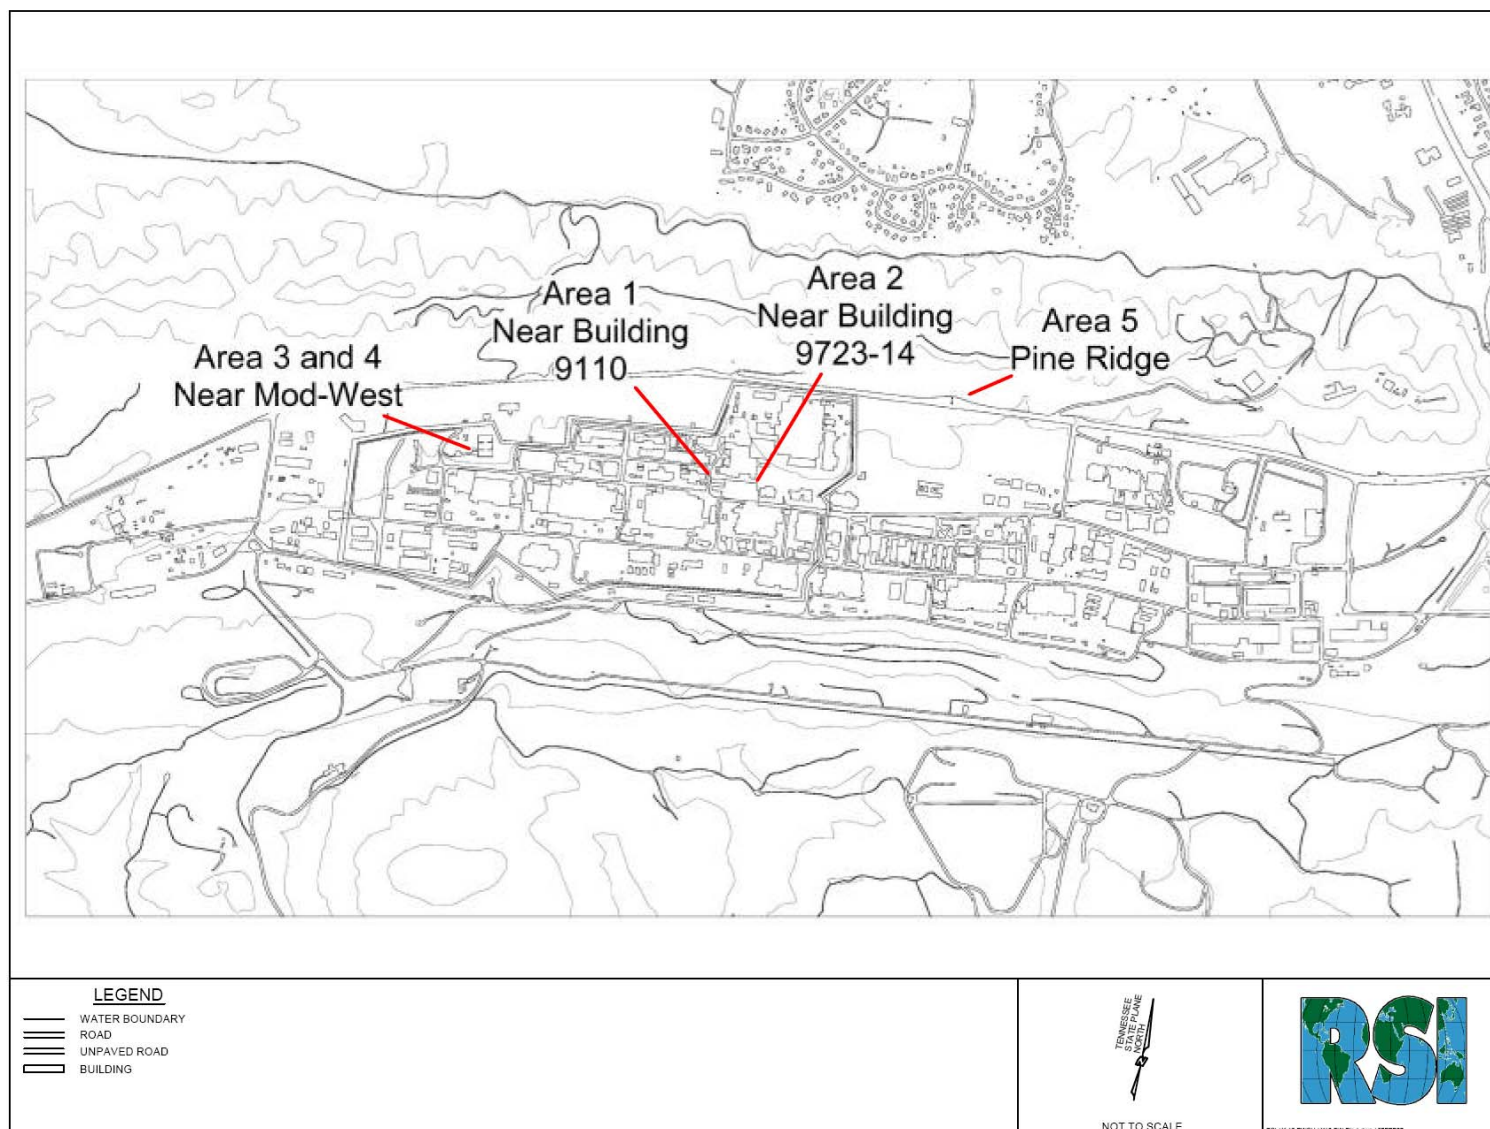 Area 1
Near Building
9110
Area 2
Near Building
9723-14
Area 5
Pine Ridge
Area 3 and 4
Near Mod-West
LEGEND
WATER BOUNDARY
ROAD
UNPAVED ROAD
BUILDING
TENNESSEE
STATE PLANE
NORTH
NOT TO SCALE
RSI